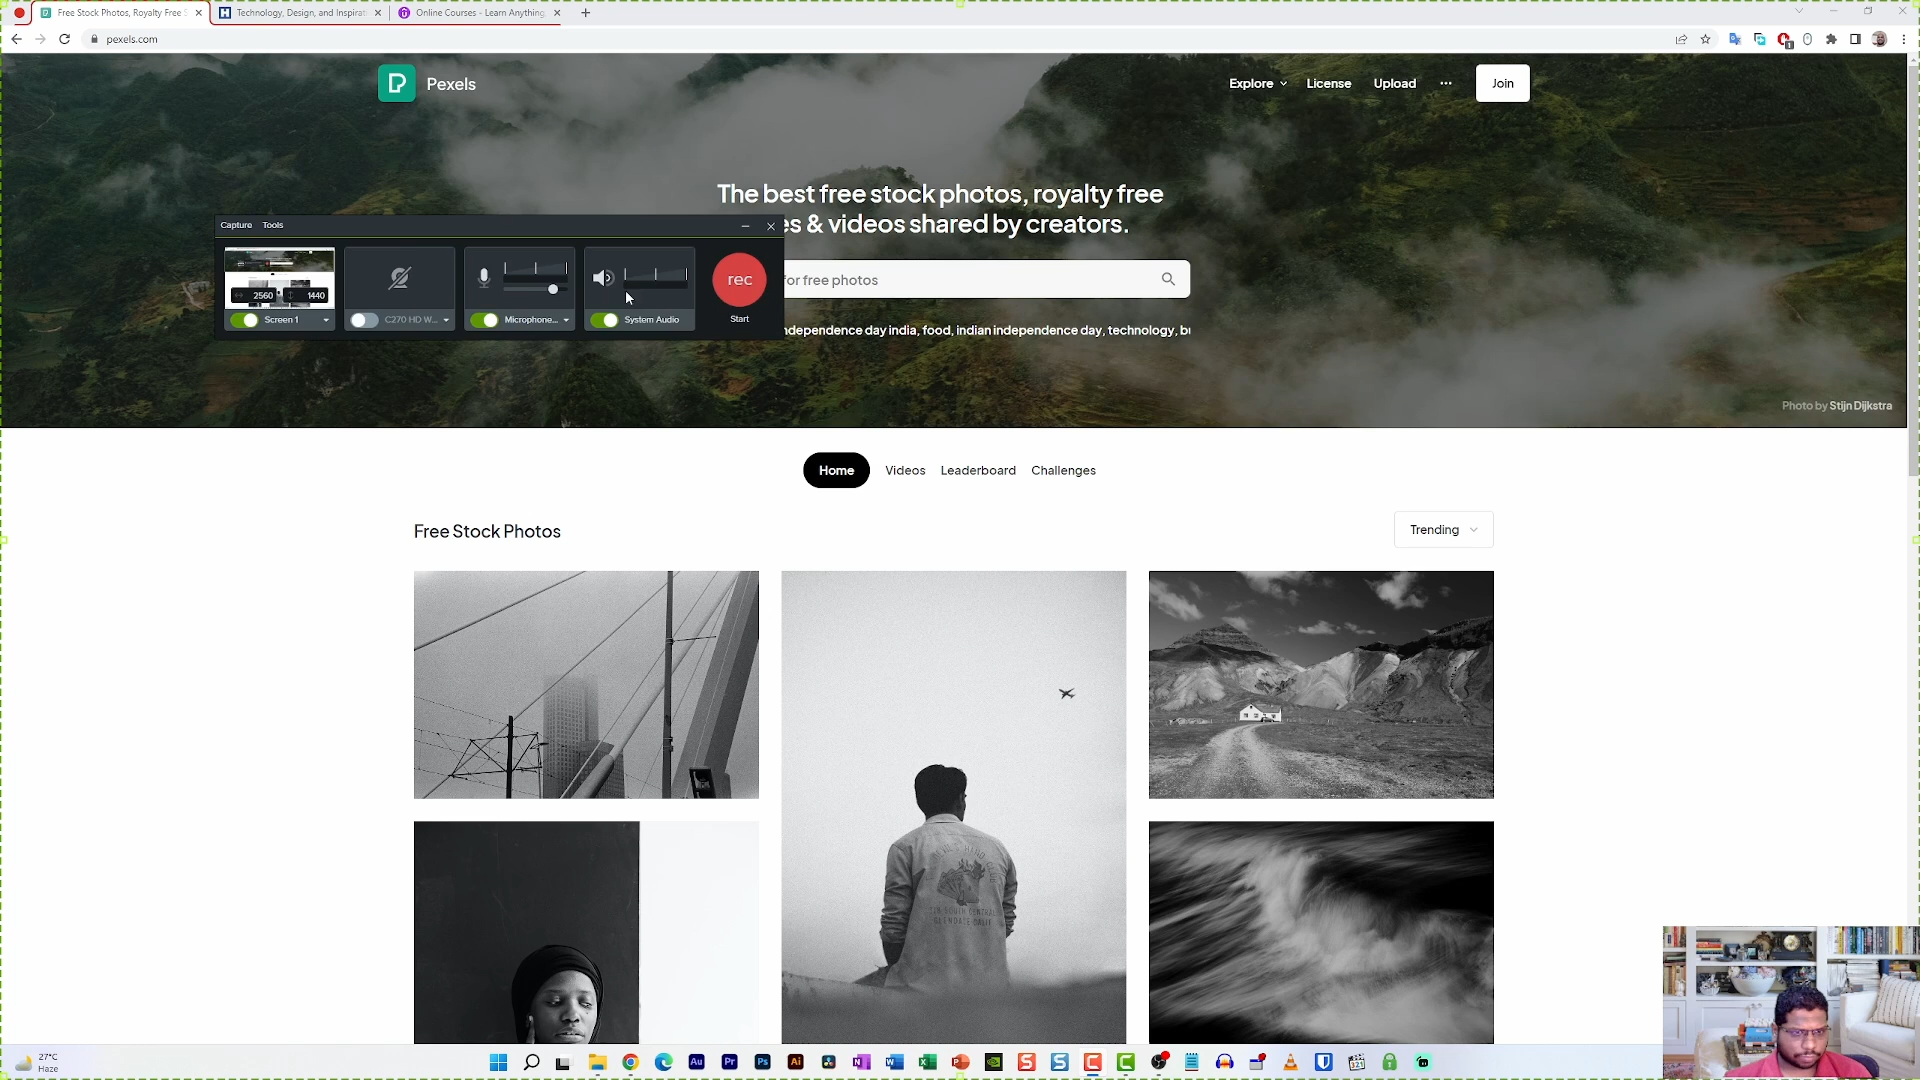 Free Stock Photos, Royalty Free S
Technology, Design, and Inspirati
Online Courses - Learn Anything,
pexels.com
Pexels
Explore
License
Upload
Join
The best free stock photos, royalty free
es & videos shared by creators.
for free photos
ndependence day india, food, indian independence day, technology, bu
Capture Tools
2560 1440
Screen 1
C270 HD W...
Microphone...
System Audio
rec
Start
Photo by Stijn Dijkstra
Home
Videos
Leaderboard
Challenges
Free Stock Photos
Trending
27°C
Haze